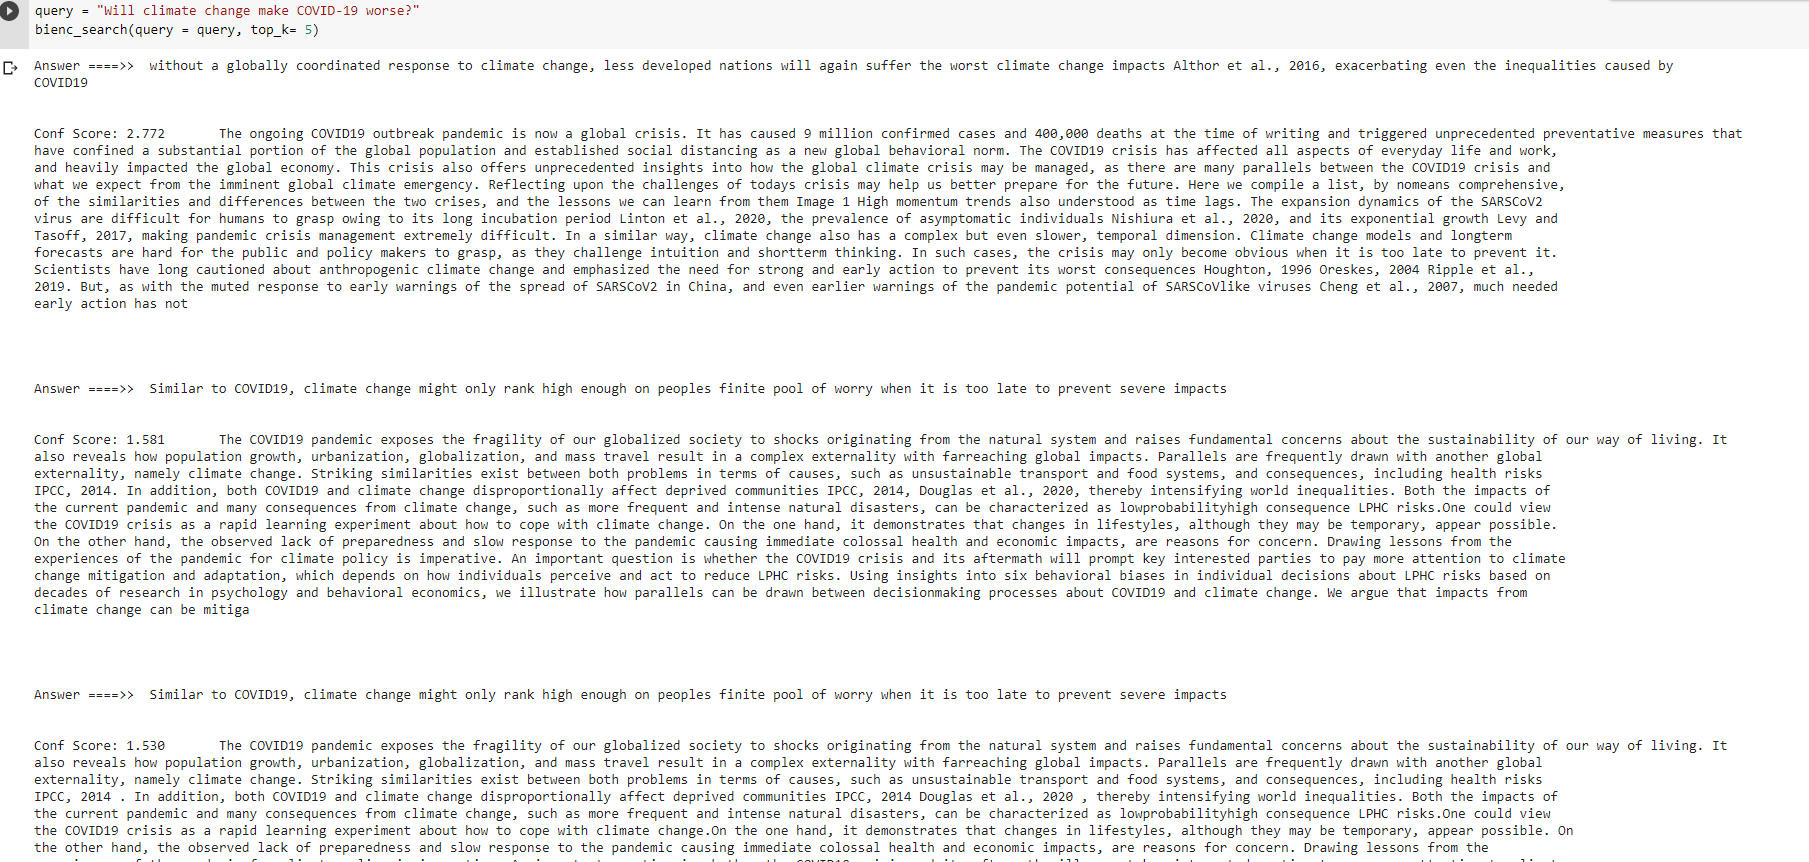 query = "Will climate change make COVID-19 worse?"
bienc_search(query = query, top_k= 5)
Answer ====>>  without a globally coordinated response to climate change, less developed nations will again suffer the worst climate change impacts Althor et al., 2016, exacerbating even the inequalities caused by
COVID19
Conf Score: 2.772       The ongoing COVID19 outbreak pandemic is now a global crisis. It has caused 9 million confirmed cases and 400,000 deaths at the time of writing and triggered unprecedented preventative measures that
have confined a substantial portion of the global population and established social distancing as a new global behavioral norm. The COVID19 crisis has affected all aspects of everyday life and work,
and heavily impacted the global economy. This crisis also offers unprecedented insights into how the global climate crisis may be managed, as there are many parallels between the COVID19 crisis and
what we expect from the imminent global climate emergency. Reflecting upon the challenges of todays crisis may help us better prepare for the future. Here we compile a list, by nomeans comprehensive,
of the similarities and differences between the two crises, and the lessons we can learn from them Image 1 High momentum trends also understood as time lags. The expansion dynamics of the SARSCoV2
virus are difficult for humans to grasp owing to its long incubation period Linton et al., 2020, the prevalence of asymptomatic individuals Nishiura et al., 2020, and its exponential growth Levy and
Tasoff, 2017, making pandemic crisis management extremely difficult. In a similar way, climate change also has a complex but even slower, temporal dimension. Climate change models and longterm
forecasts are hard for the public and policy makers to grasp, as they challenge intuition and shortterm thinking. In such cases, the crisis may only become obvious when it is too late to prevent it.
Scientists have long cautioned about anthropogenic climate change and emphasized the need for strong and early action to prevent its worst consequences Houghton, 1996 Oreskes, 2004 Ripple et al.,
2019. But, as with the muted response to early warnings of the spread of SARSCoV2 in China, and even earlier warnings of the pandemic potential of SARSCoVlike viruses Cheng et al., 2007, much needed
early action has not
Answer ====>>  Similar to COVID19, climate change might only rank high enough on peoples finite pool of worry when it is too late to prevent severe impacts
Conf Score: 1.581       The COVID19 pandemic exposes the fragility of our globalized society to shocks originating from the natural system and raises fundamental concerns about the sustainability of our way of living. It
also reveals how population growth, urbanization, globalization, and mass travel result in a complex externality with farreaching global impacts. Parallels are frequently drawn with another global
externality, namely climate change. Striking similarities exist between both problems in terms of causes, such as unsustainable transport and food systems, and consequences, including health risks
IPCC, 2014. In addition, both COVID19 and climate change disproportionally affect deprived communities IPCC, 2014, Douglas et al., 2020, thereby intensifying world inequalities. Both the impacts of
the current pandemic and many consequences from climate change, such as more frequent and intense natural disasters, can be characterized as lowprobabilityhigh consequence LPHC risks.One could view
the COVID19 crisis as a rapid learning experiment about how to cope with climate change. On the one hand, it demonstrates that changes in lifestyles, although they may be temporary, appear possible.
On the other hand, the observed lack of preparedness and slow response to the pandemic causing immediate colossal health and economic impacts, are reasons for concern. Drawing lessons from the
experiences of the pandemic for climate policy is imperative. An important question is whether the COVID19 crisis and its aftermath will prompt key interested parties to pay more attention to climate
change mitigation and adaptation, which depends on how individuals perceive and act to reduce LPHC risks. Using insights into six behavioral biases in individual decisions about LPHC risks based on
decades of research in psychology and behavioral economics, we illustrate how parallels can be drawn between decisionmaking processes about COVID19 and climate change. We argue that impacts from
climate change can be mitiga
Answer ====>>  Similar to COVID19, climate change might only rank high enough on peoples finite pool of worry when it is too late to prevent severe impacts
Conf Score: 1.530       The COVID19 pandemic exposes the fragility of our globalized society to shocks originating from the natural system and raises fundamental concerns about the sustainability of our way of living. It
also reveals how population growth, urbanization, globalization, and mass travel result in a complex externality with farreaching global impacts. Parallels are frequently drawn with another global
externality, namely climate change. Striking similarities exist between both problems in terms of causes, such as unsustainable transport and food systems, and consequences, including health risks
IPCC, 2014 . In addition, both COVID19 and climate change disproportionally affect deprived communities IPCC, 2014 Douglas et al., 2020 , thereby intensifying world inequalities. Both the impacts of
the current pandemic and many consequences from climate change, such as more frequent and intense natural disasters, can be characterized as lowprobabilityhigh consequence LPHC risks.One could view
the COVID19 crisis as a rapid learning experiment about how to cope with climate change.On the one hand, it demonstrates that changes in lifestyles, although they may be temporary, appear possible. On
the other hand, the observed lack of preparedness and slow response to the pandemic causing immediate colossal health and economic impacts, are reasons for concern. Drawing lessons from the